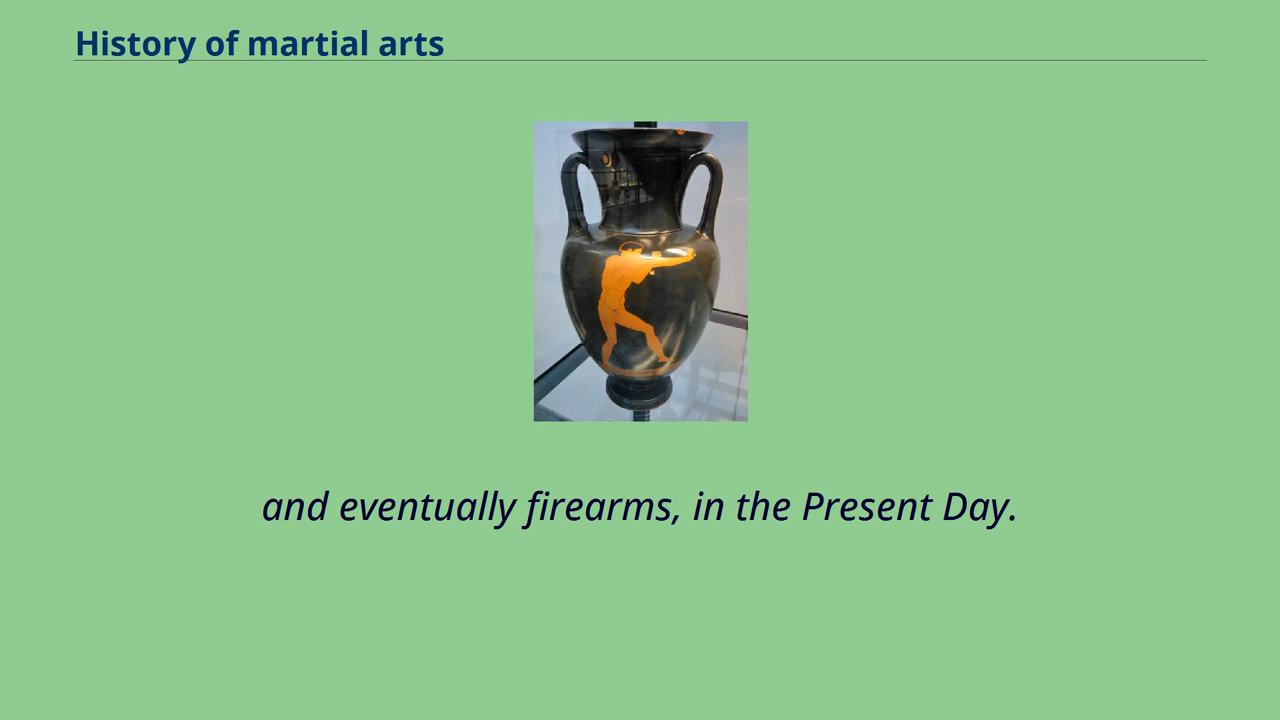 History of martial arts
and eventually firearms, in the Present Day.